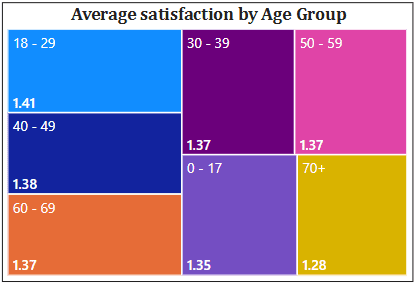 Average satisfaction by Age Group
18 - 29
1.41
40 - 49
1.38
60 - 69
1.37
30 - 39
1.37
50 - 59
1.37
0 - 17
1.35
70+
1.28